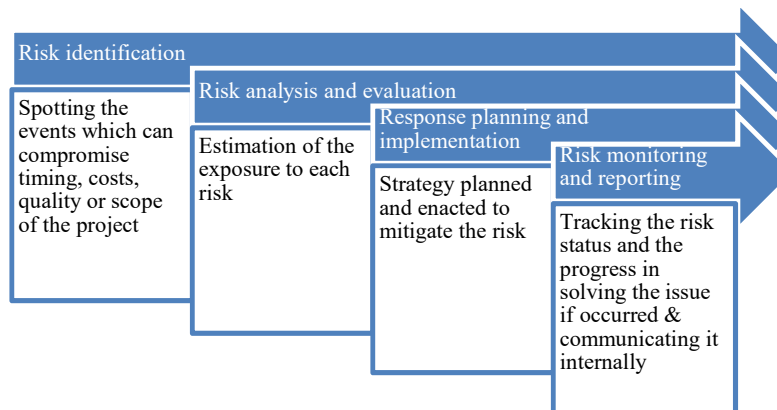 Risk identification
Spotting the
events which can
compromise
timing, costs,
quality or scope
of the project
Risk analysis and evaluation
Estimation of the
exposure to each
risk
Response planning and
implementation
Strategy planned
and enacted to
mitigate the risk
Risk monitoring
and reporting
Tracking the risk
status and the
progress in
solving the issue
if occurred &
communicating it
internally